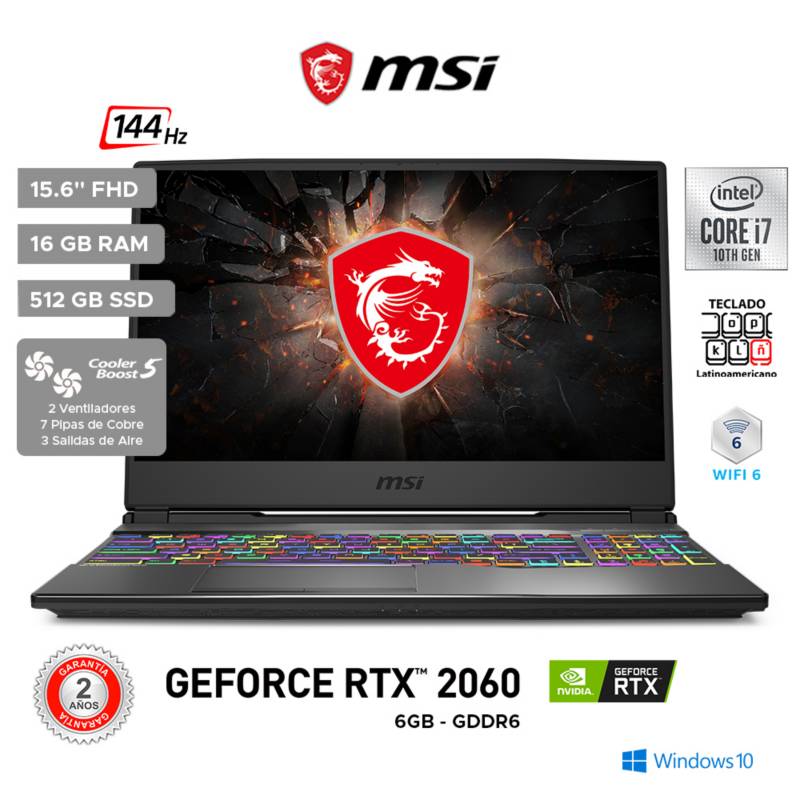 msi
144Hz
15.6" FHD
16 GB RAM
512 GB SSD
Cooler
Boost 5
2 Ventiladores
7 Pipas de Cobre
3 Salidas de Aire
intel
CORE i7
10TH GEN
TECLADO
O P
K L Ñ
Latinoamericano
6
WIFI 6
msi
GARANTÍA
2
AÑOS
GARANTÍA
GEFORCE RTX™ 2060
6GB - GDDR6
NVIDIA.
GEFORCE
RTX
Windows 10